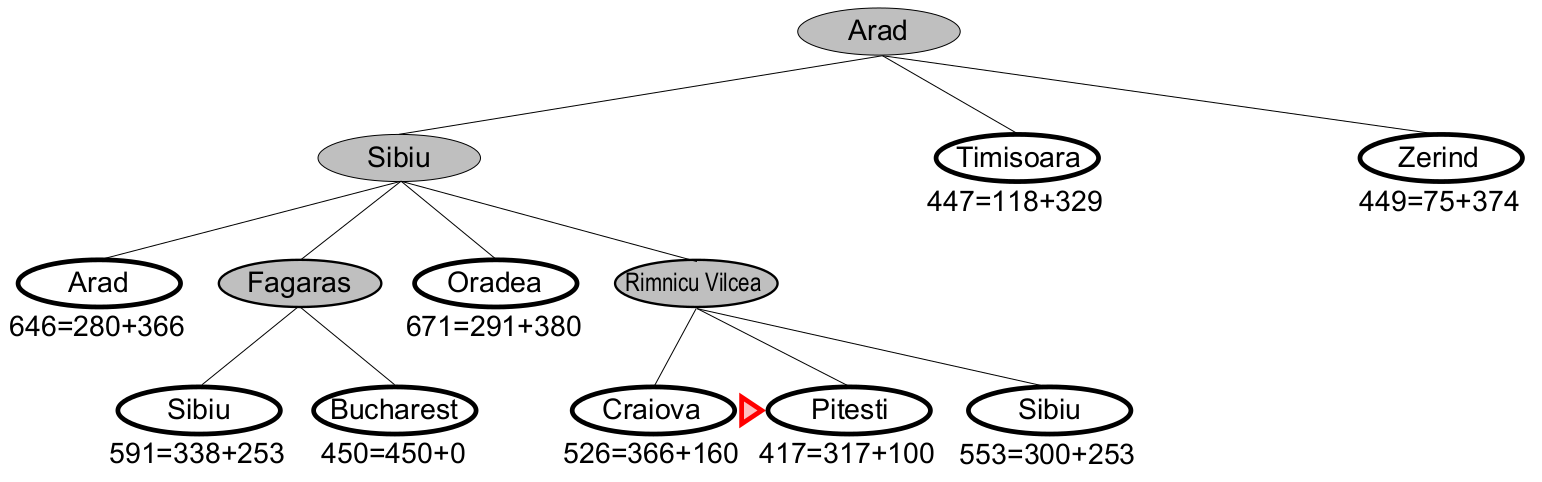 Arad
Sibiu
Timisoara
Zerind
447=118+329
449=75+374
Arad
Fagaras
Oradea
Rimnicu Vilcea
646=280+366
671=291+380
Sibiu
Bucharest
Craiova
Pitesti
Sibiu
591=338+253
450=450+0
526=366+160
417=317+100
553=300+253